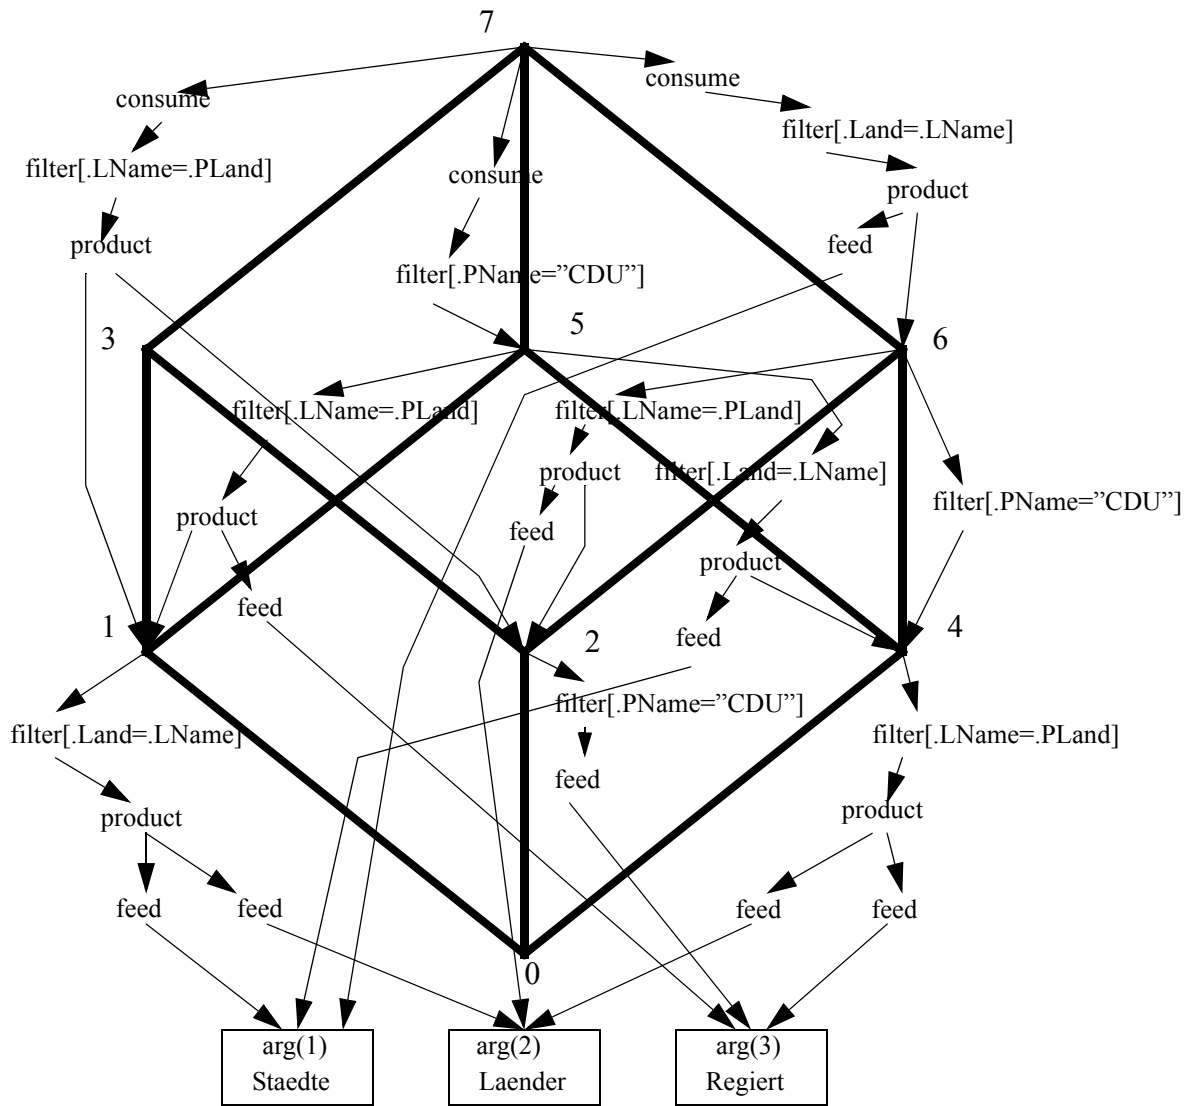 7
consume
consume
filter[.Land=.LName]
filter[.LName=.PLand]
consume
product
product
feed
filter[.PName=”CDU”]
3
5
6
filter[.LName=.PLand]
filter[.LName=.PLand]
product
filter[.Land=.LName]
filter[.PName=”CDU”]
product
feed
product
feed
1
2
4
feed
filter[.PName=”CDU”]
filter[.Land=.LName]
filter[.LName=.PLand]
feed
product
product
feed
feed
feed
feed
0
arg(1)
Staedte
arg(2)
Laender
arg(3)
Regiert